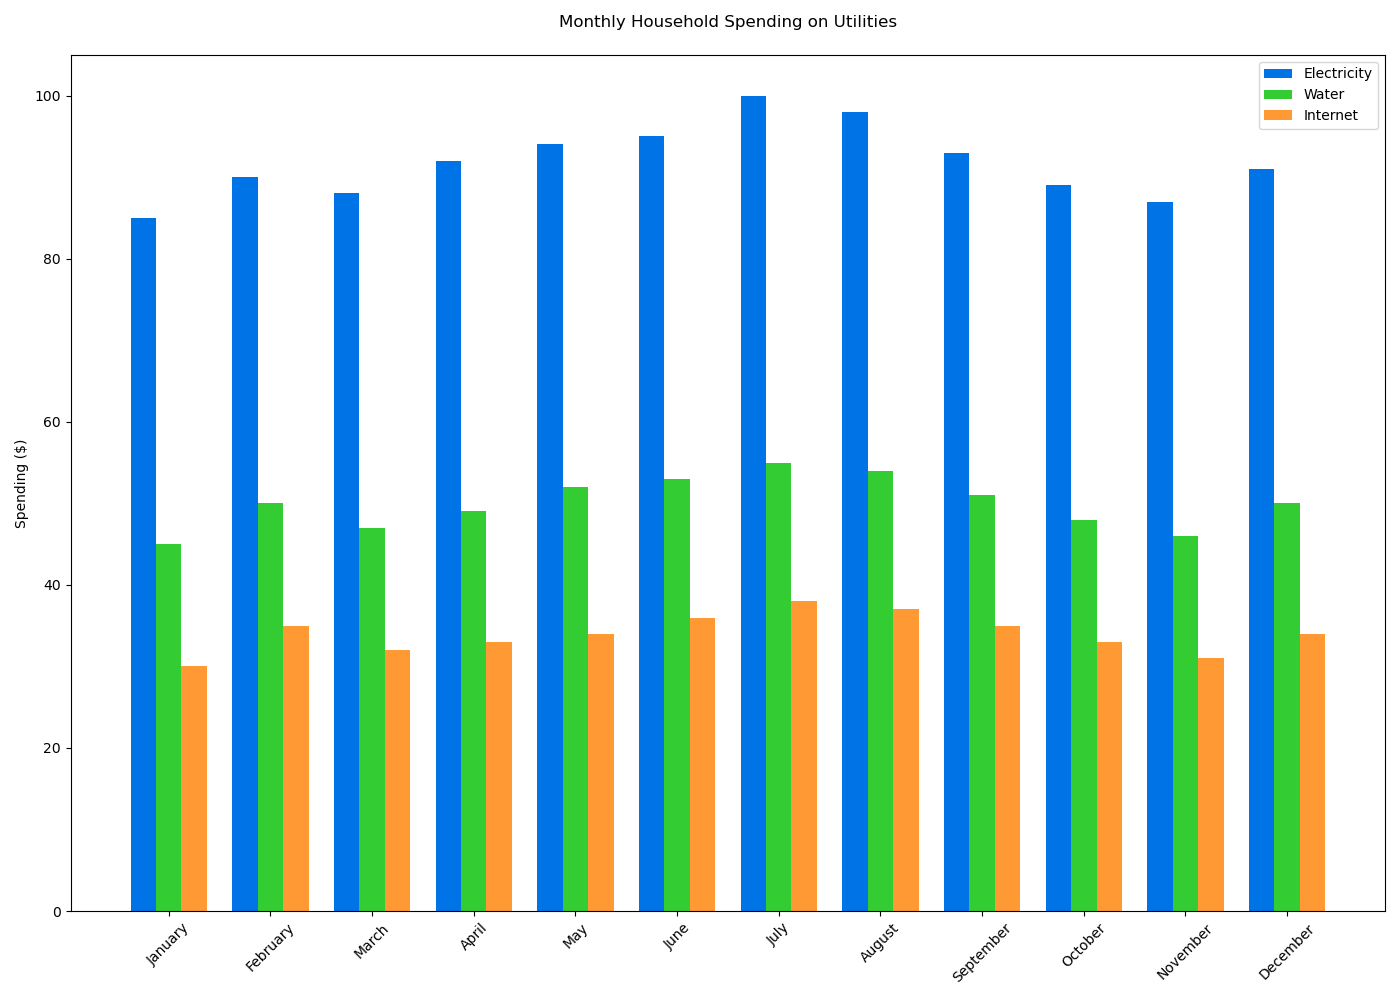 Monthly Household Spending on Utilities
Electricity
Water
Internet
Spending ($)
100
80
60
40
20
0
January
February
March
April
May
June
July
August
September
October
November
December